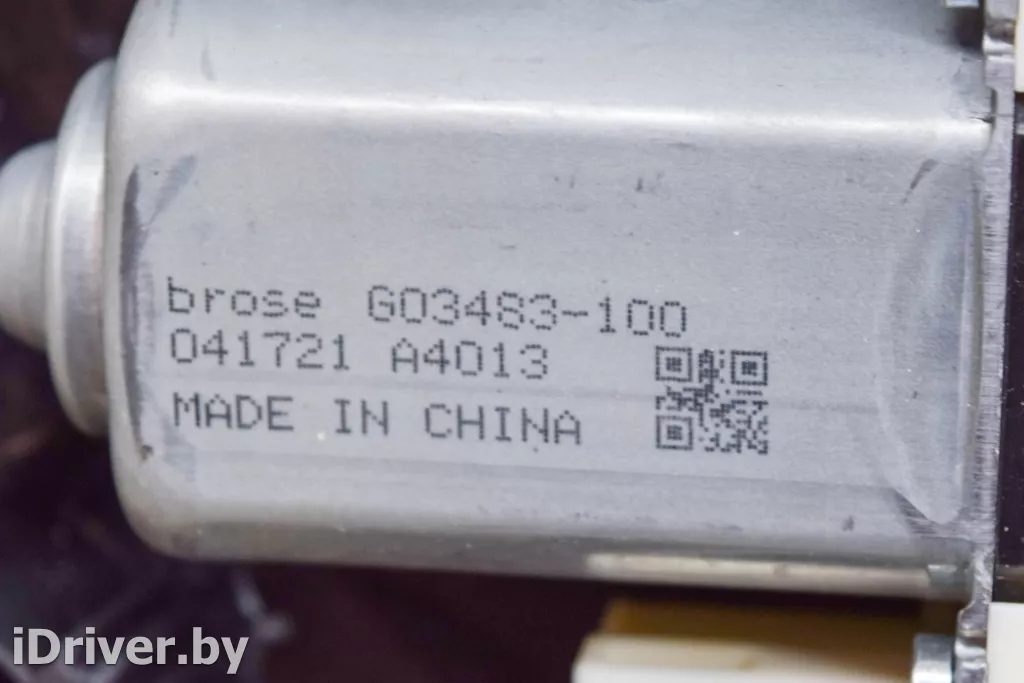 brose G03483-100
041721 A4013
MADE IN CHINA
iDriver.by